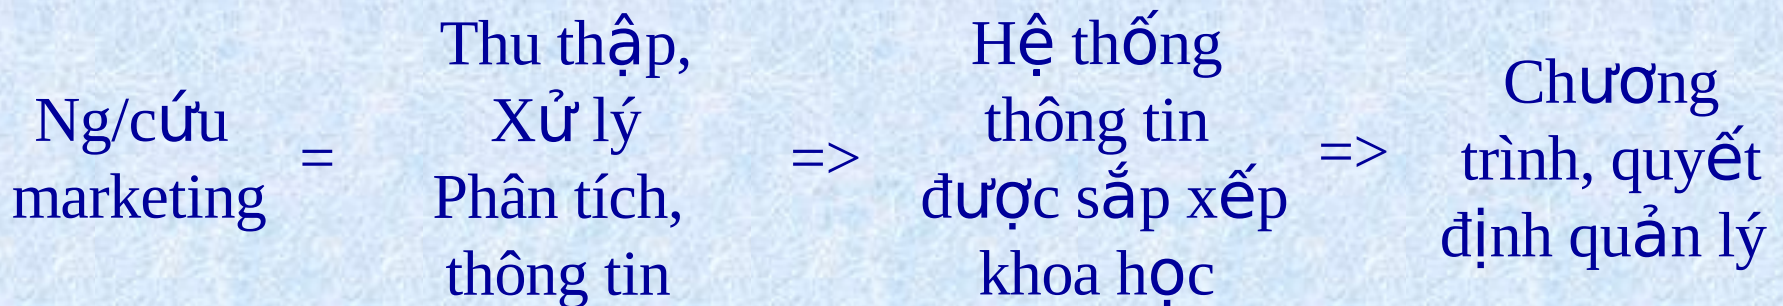 Ng/cứu
marketing
=
Thu thập,
Xử lý
Phân tích,
thông tin
=>
Hệ thống
thông tin
được sắp xếp
khoa học
=>
Chương
trình, quyết
định quản lý